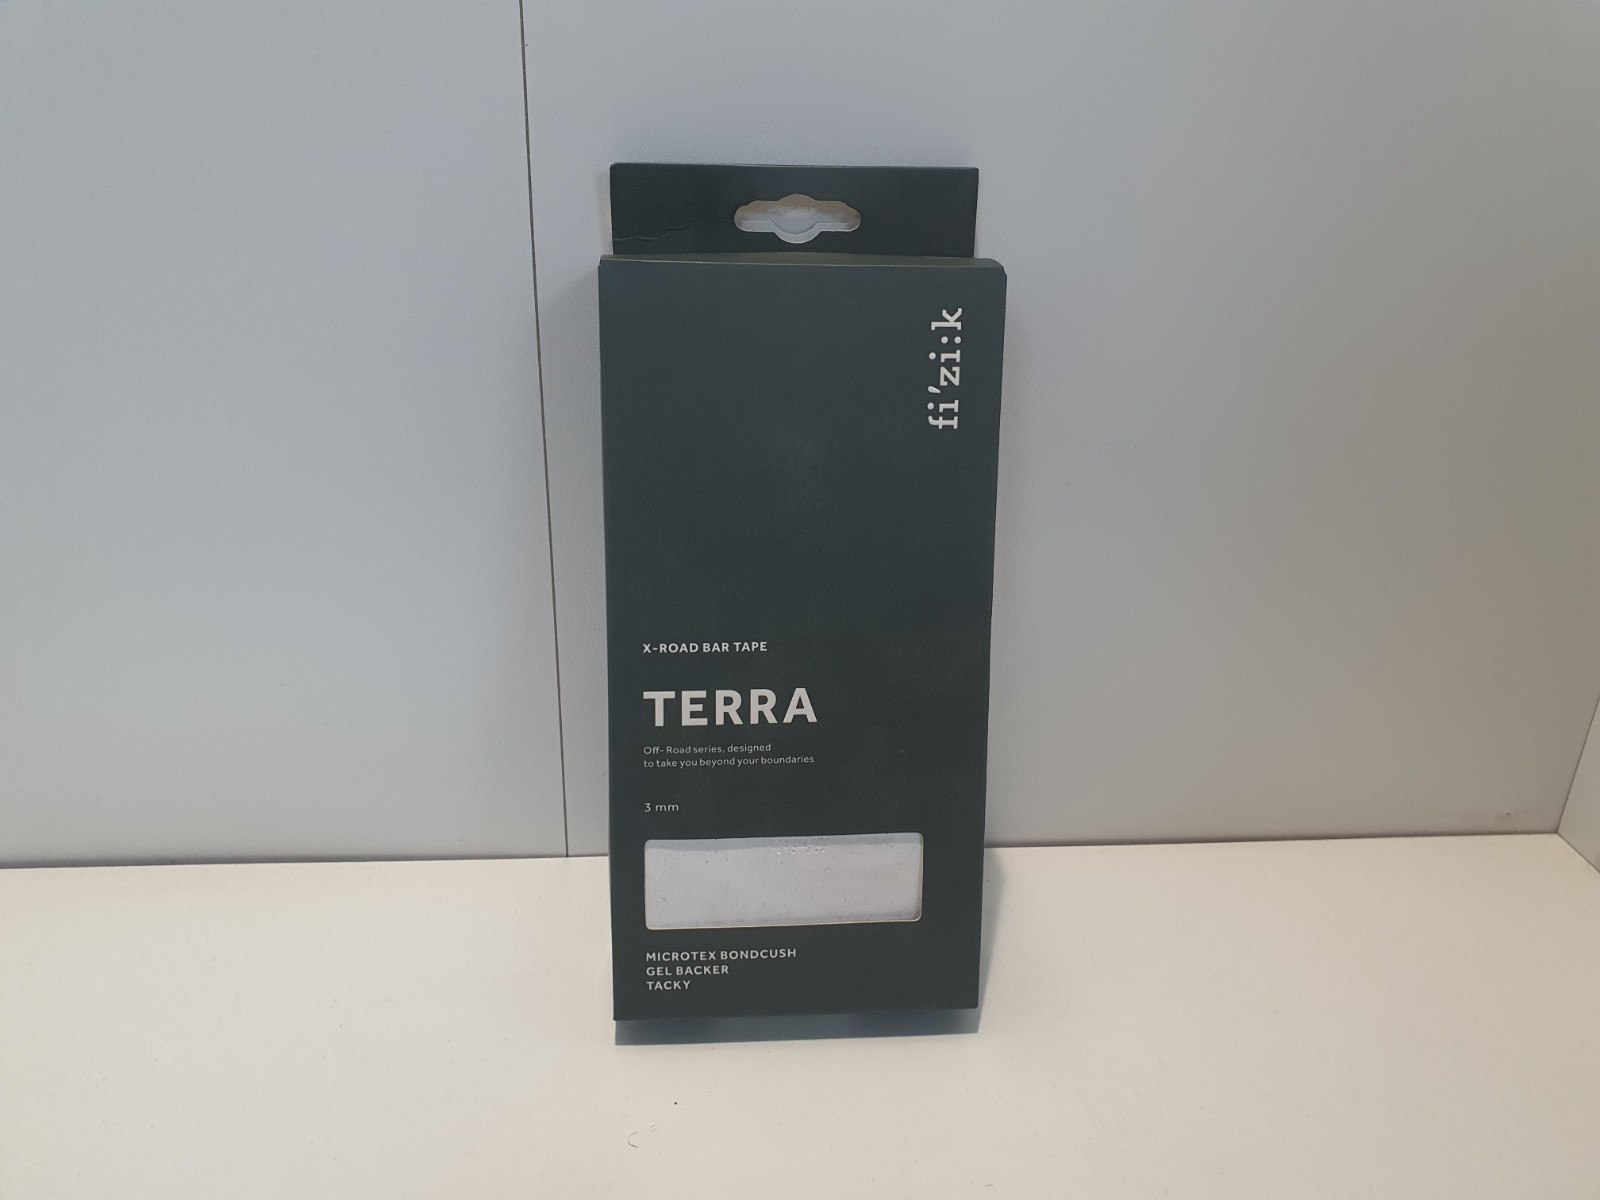 fi'zi:k
X-ROAD BAR TAPE
TERRA
Off- Road series, designed
to take you beyond your boundaries
3 mm
MICROTEX BONDCUSH
GEL BACKER
TACKY